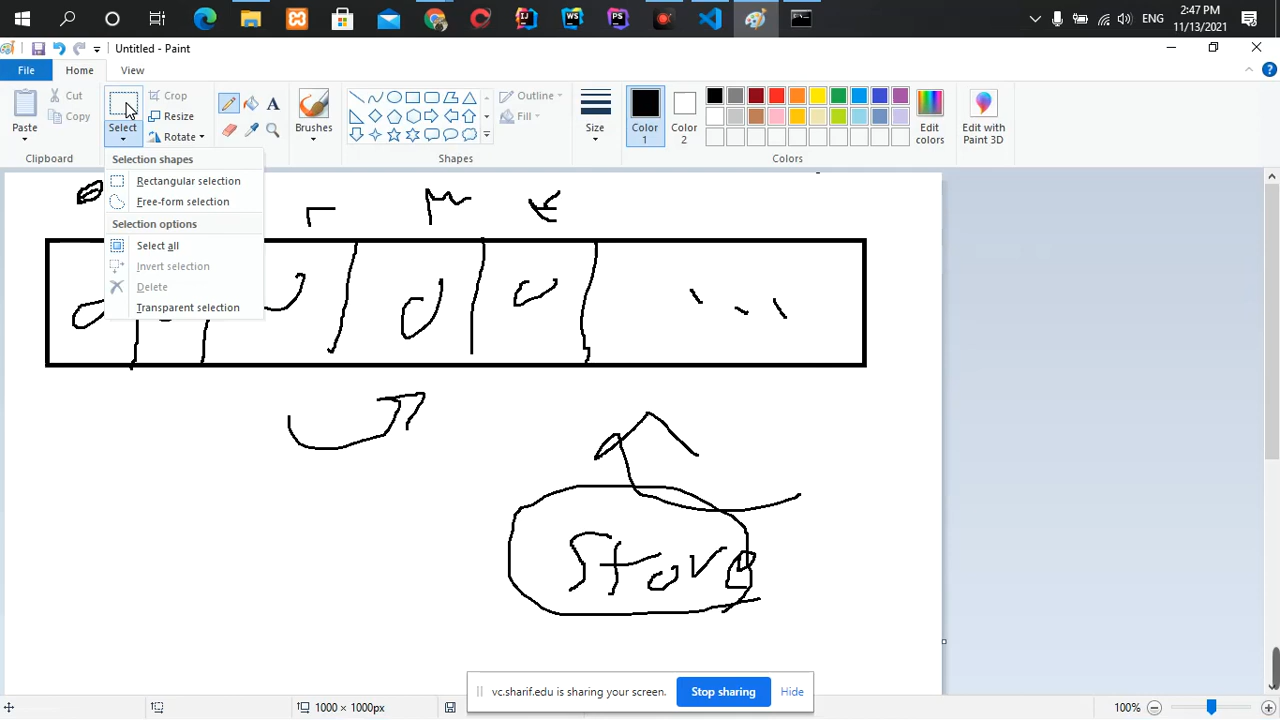 2:47 PM
ENG
11/13/2021
Untitled - Paint
File
Home
View
Paste
Cut
Copy
Clipboard
Select
Crop
Resize
Rotate
Brushes
Outline
Fill
Shapes
Size
Color 1
Color 2
Edit colors
Colors
Edit with Paint 3D
Selection shapes
Rectangular selection
Free-form selection
Selection options
Select all
Invert selection
Delete
Transparent selection
...
Store
vc.sharif.edu is sharing your screen.
Stop sharing
Hide
1000 × 1000px
100%